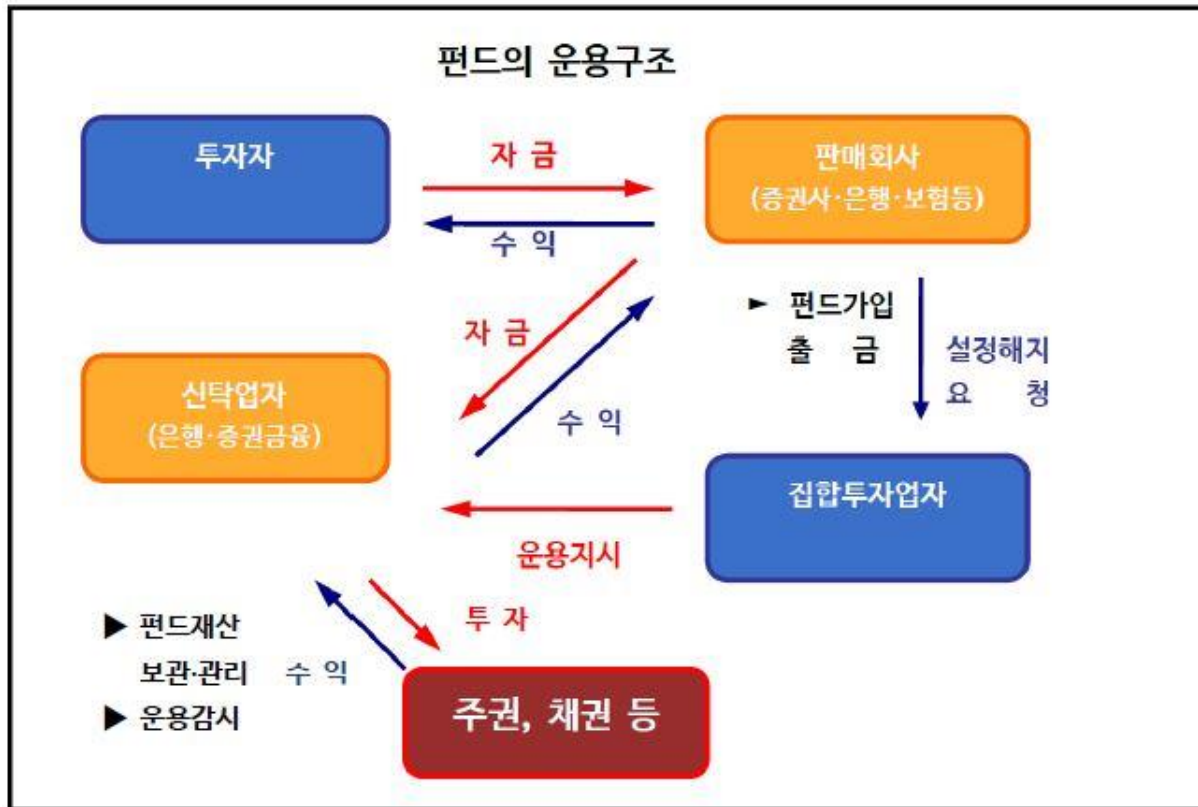 펀드의 운용구조
투자자
자 금
수 익
판매회사
(증권사·은행·보험등)
► 펀드가입
출 금
설정해지
요 청
자 금
수 익
신탁업자
(은행·증권금융)
집합투자업자
운용지시
투 자
▶ 펀드재산
보관·관리
수 익
▶ 운용감시
주권, 채권 등